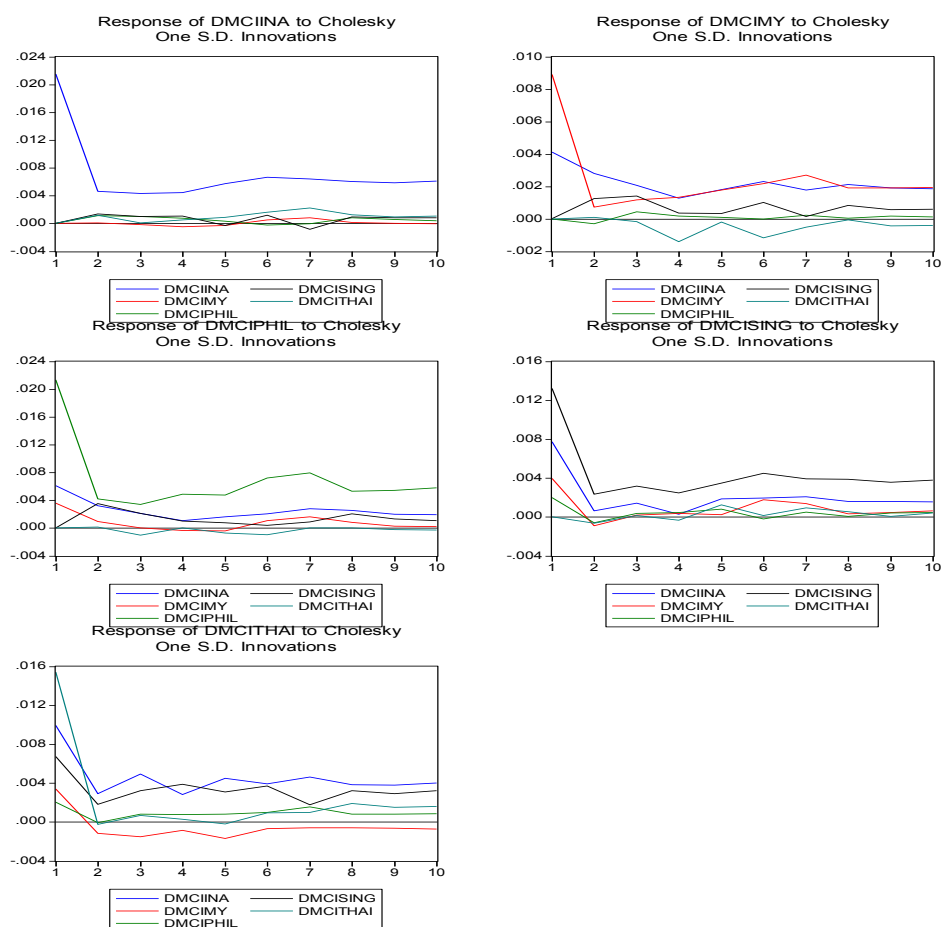 Response of DMCIINA to Cholesky
One S.D. Innovations
.024
.020
.016
.012
.008
.004
.000
-.004
1 2 3 4 5 6 7 8 9 10
DMCIINA DMCISING
DMCIMY DMCITHAI
DMCIPHIL
Response of DMCIMY to Cholesky
One S.D. Innovations
.010
.008
.006
.004
.002
.000
-.002
1 2 3 4 5 6 7 8 9 10
DMCIINA DMCISING
DMCIMY DMCITHAI
DMCIPHIL
Response of DMCIPHIL to Cholesky
One S.D. Innovations
.024
.020
.016
.012
.008
.004
.000
-.004
1 2 3 4 5 6 7 8 9 10
DMCIINA DMCISING
DMCIMY DMCITHAI
DMCIPHIL
Response of DMCISING to Cholesky
One S.D. Innovations
.016
.012
.008
.004
.000
-.004
1 2 3 4 5 6 7 8 9 10
DMCIINA DMCISING
DMCIMY DMCITHAI
DMCIPHIL
Response of DMCITHAI to Cholesky
One S.D. Innovations
.016
.012
.008
.004
.000
-.004
1 2 3 4 5 6 7 8 9 10
DMCIINA DMCISING
DMCIMY DMCITHAI
DMCIPHIL